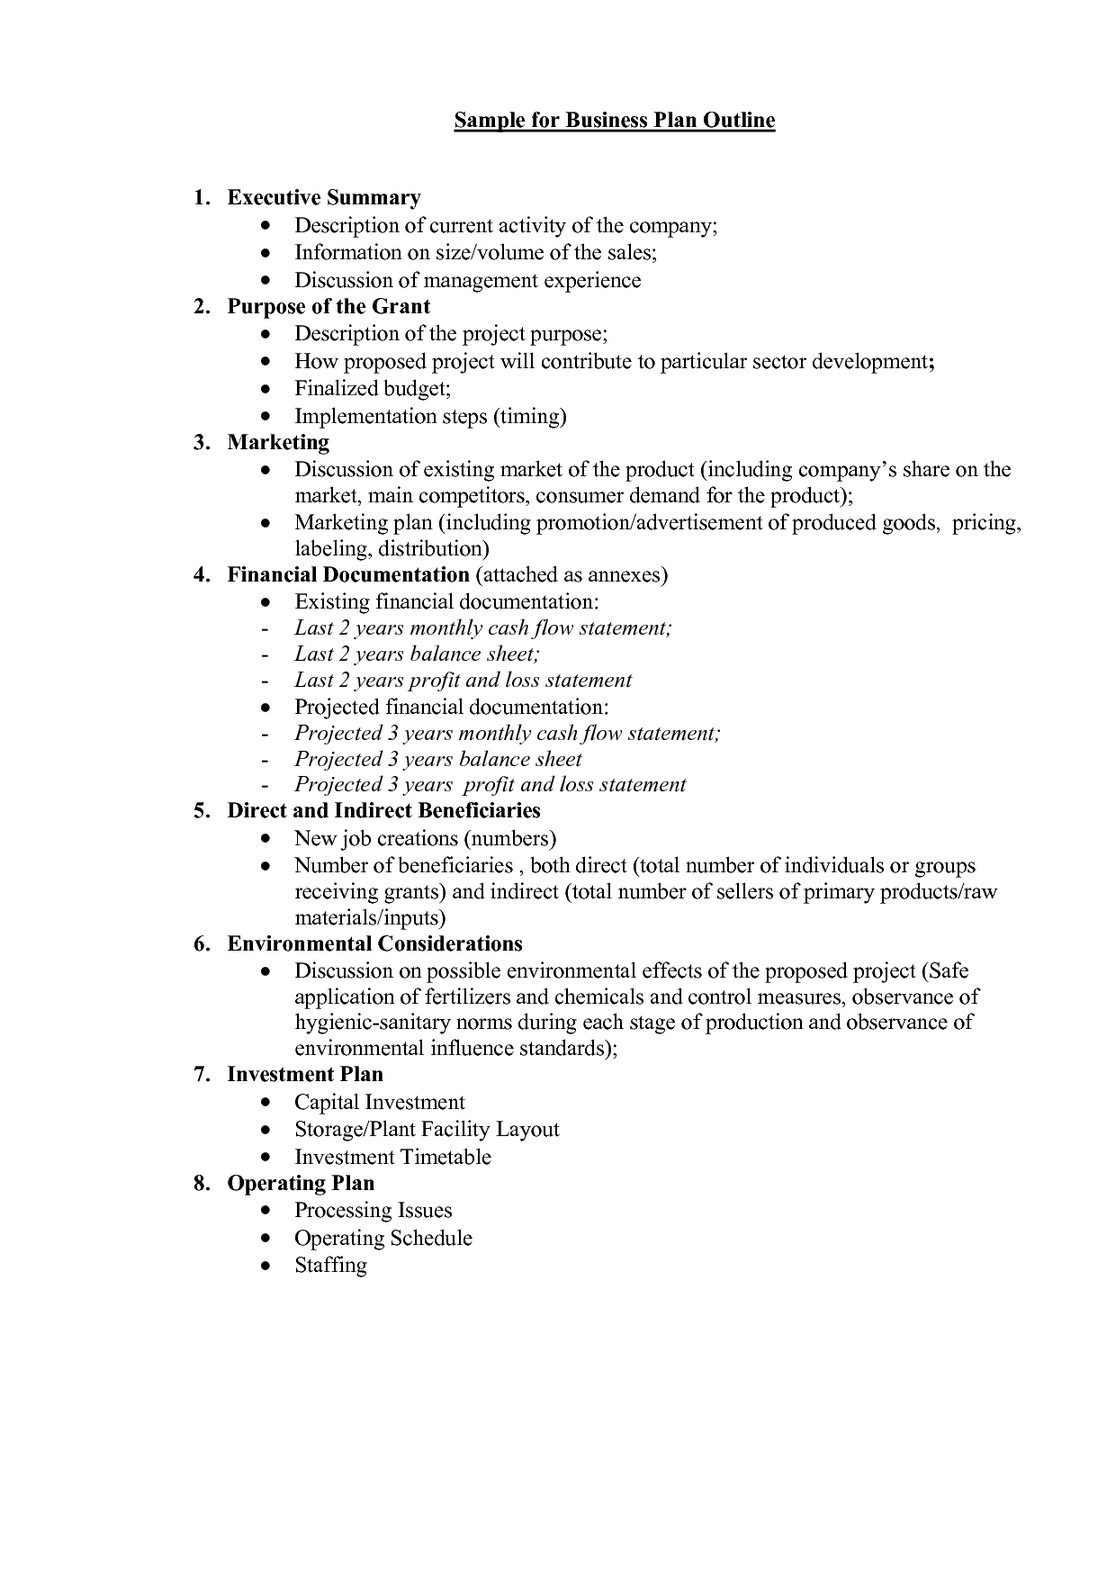 Sample for Business Plan Outline
1. Executive Summary
• Description of current activity of the company;
• Information on size/volume of the sales;
• Discussion of management experience
2. Purpose of the Grant
• Description of the project purpose;
• How proposed project will contribute to particular sector development;
• Finalized budget;
• Implementation steps (timing)
3. Marketing
• Discussion of existing market of the product (including company's share on the
market, main competitors, consumer demand for the product);
• Marketing plan (including promotion/advertisement of produced goods,  pricing,
labeling, distribution)
4. Financial Documentation (attached as annexes)
• Existing financial documentation:
- Last 2 years monthly cash flow statement;
- Last 2 years balance sheet;
- Last 2 years profit and loss statement
• Projected financial documentation:
- Projected 3 years monthly cash flow statement;
- Projected 3 years balance sheet
- Projected 3 years  profit and loss statement
5. Direct and Indirect Beneficiaries
• New job creations (numbers)
• Number of beneficiaries , both direct (total number of individuals or groups
receiving grants) and indirect (total number of sellers of primary products/raw
materials/inputs)
6. Environmental Considerations
• Discussion on possible environmental effects of the proposed project (Safe
application of fertilizers and chemicals and control measures, observance of
hygienic-sanitary norms during each stage of production and observance of
environmental influence standards);
7. Investment Plan
• Capital Investment
• Storage/Plant Facility Layout
• Investment Timetable
8. Operating Plan
• Processing Issues
• Operating Schedule
• Staffing